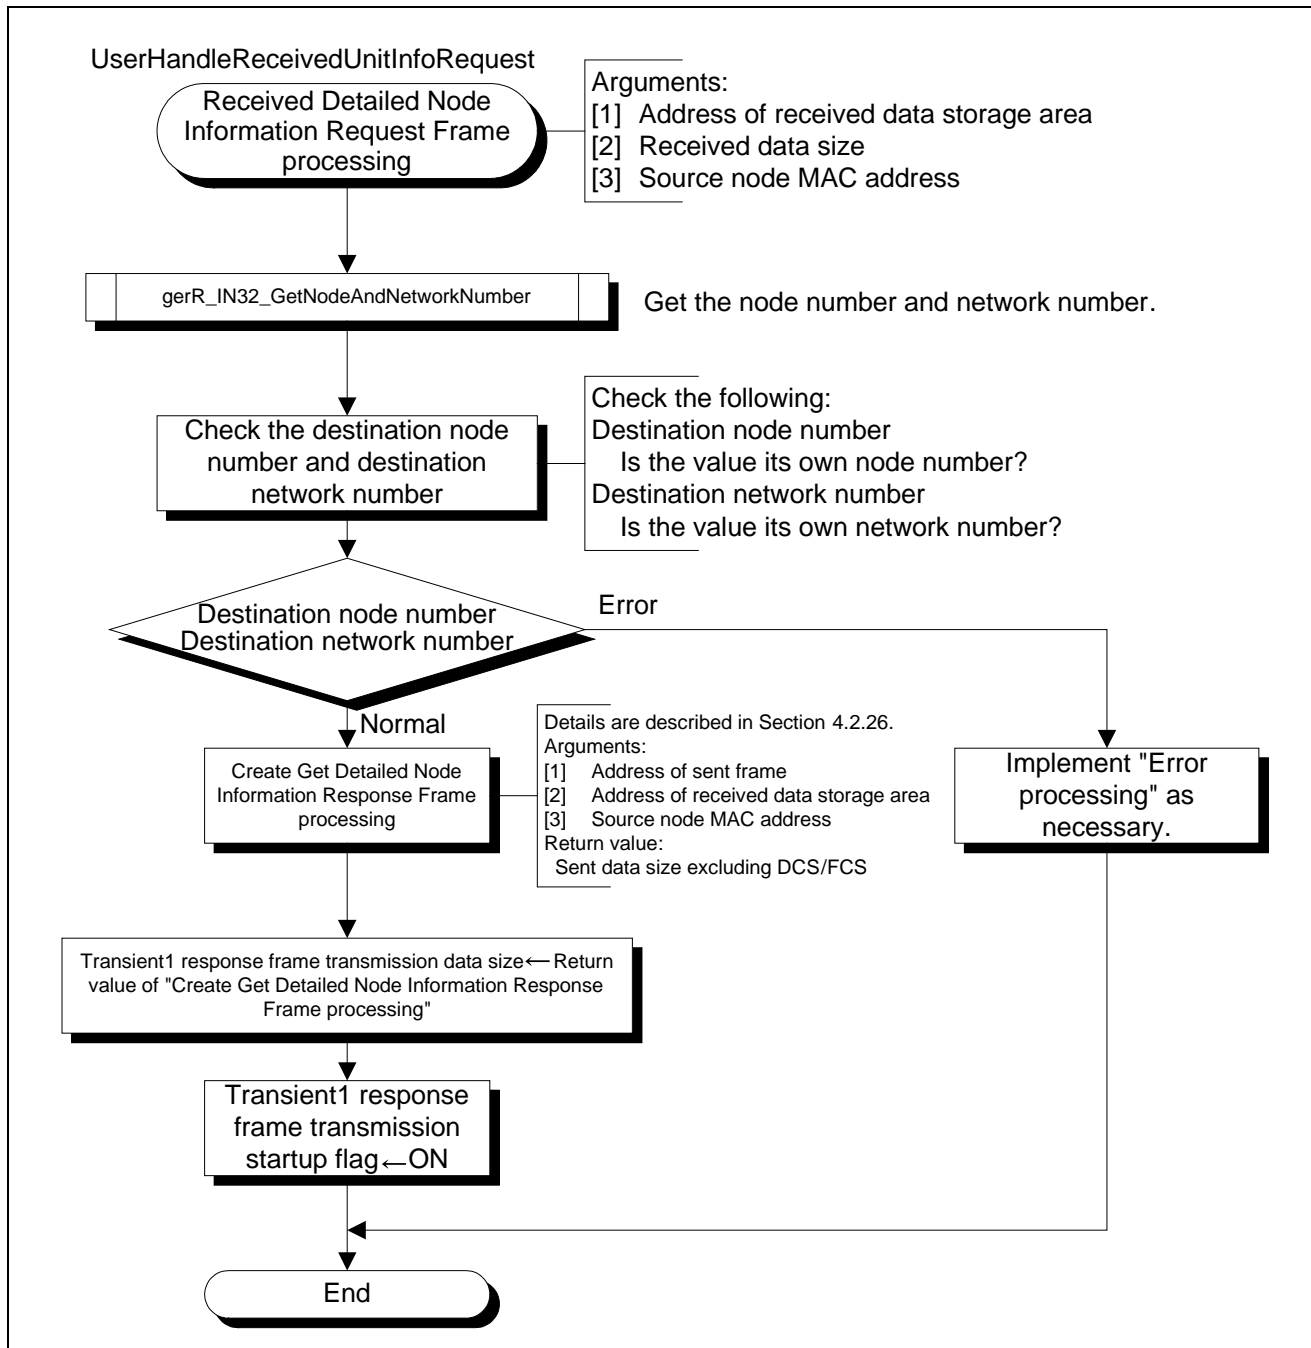 UserHandleReceivedUnitInfoRequest
Received Detailed Node
Information Request Frame
processing
Arguments:
[1] Address of received data storage area
[2] Received data size
[3] Source node MAC address
gerR_IN32_GetNodeAndNetworkNumber
Get the node number and network number.
Check the destination node
number and destination
network number
Check the following:
Destination node number
Is the value its own node number?
Destination network number
Is the value its own network number?
Destination node number
Destination network number
Error
Normal
Create Get Detailed Node
Information Response Frame
processing
Details are described in Section 4.2.26.
Arguments:
[1] Address of sent frame
[2] Address of received data storage area
[3] Source node MAC address
Return value:
Sent data size excluding DCS/FCS
Implement "Error
processing" as
necessary.
Transient1 response frame transmission data size←Return
value of "Create Get Detailed Node Information Response
Frame processing"
Transient1 response
frame transmission
startup flag←ON
End